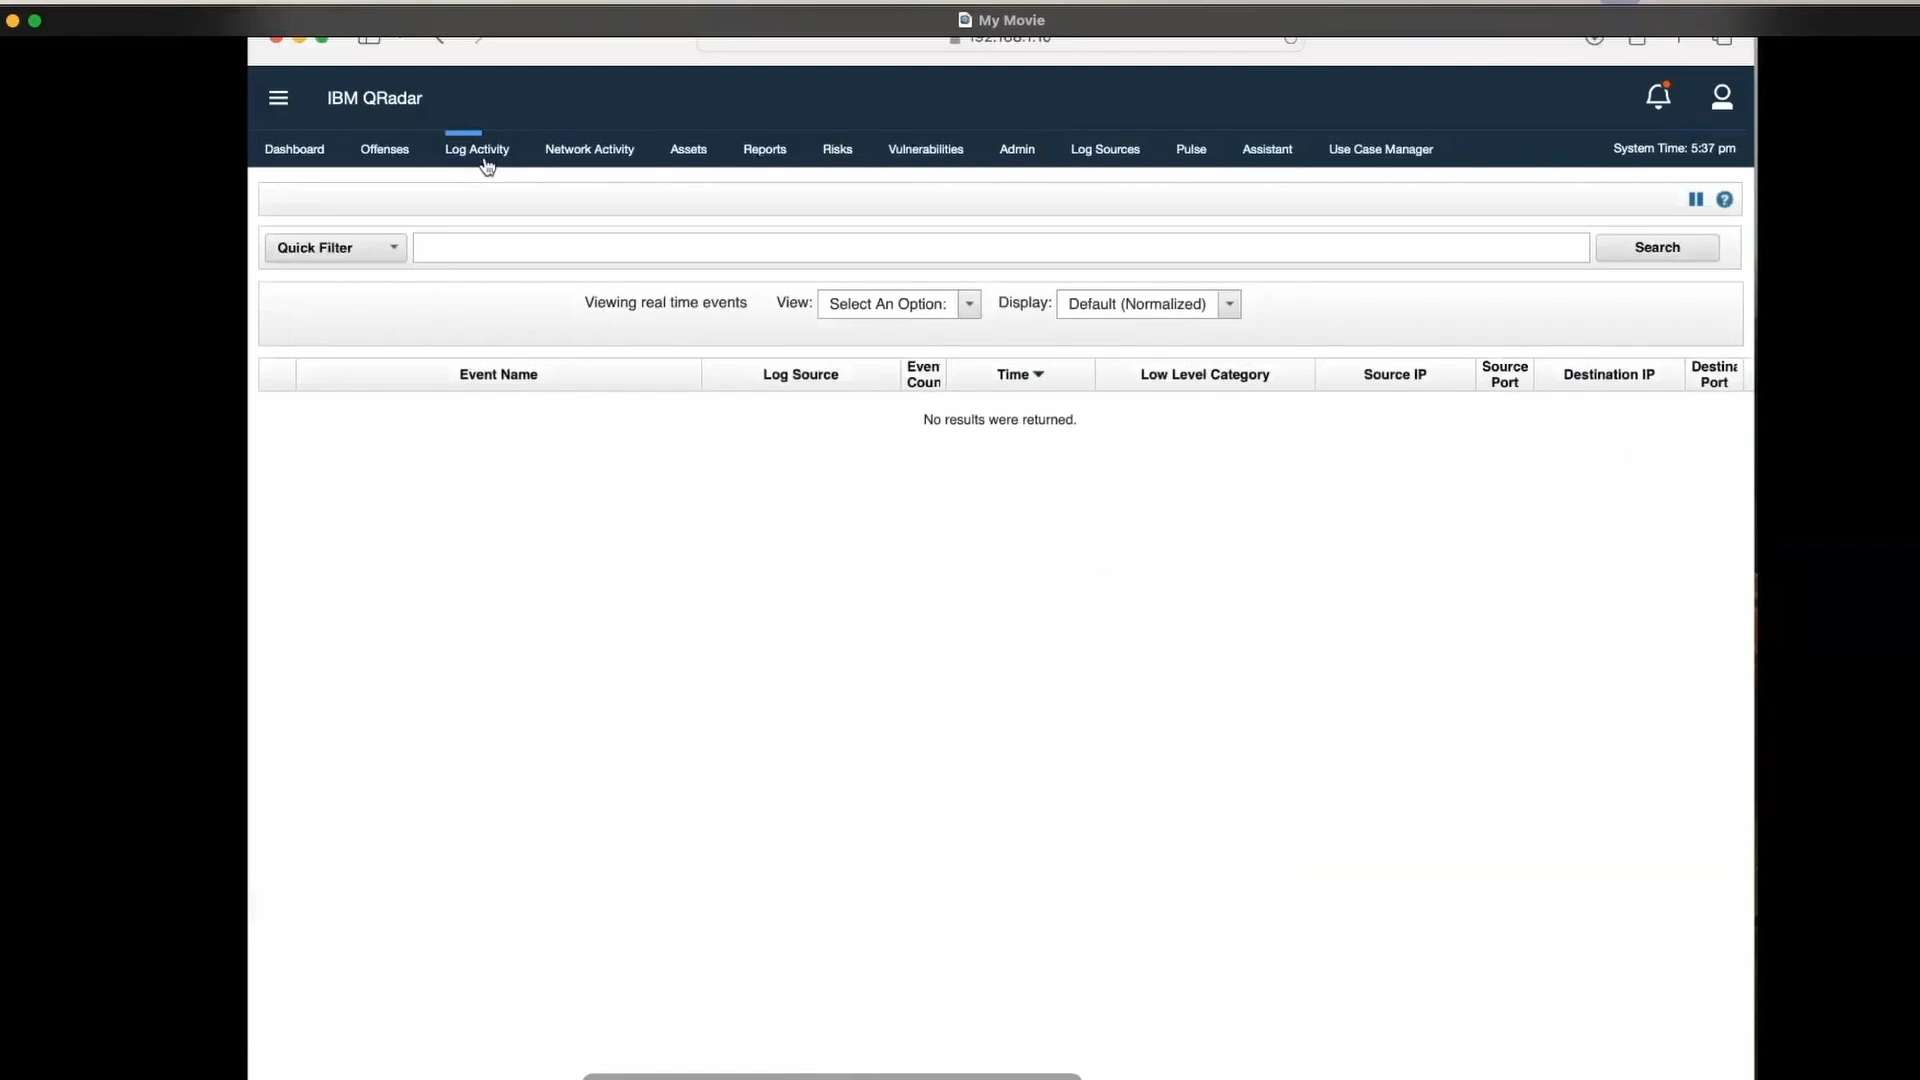 My Movie
IBM QRadar
Dashboard Offenses Log Activity Network Activity Assets Reports Risks Vulnerabilities Admin Log Sources Pulse Assistant Use Case Manager System Time: 5:37 pm
Quick Filter Search
Viewing real time events View: Select An Option: Display: Default (Normalized)
Event Name Log Source Even Coun Time Low Level Category Source IP Source Port Destination IP Destina Port
No results were returned.